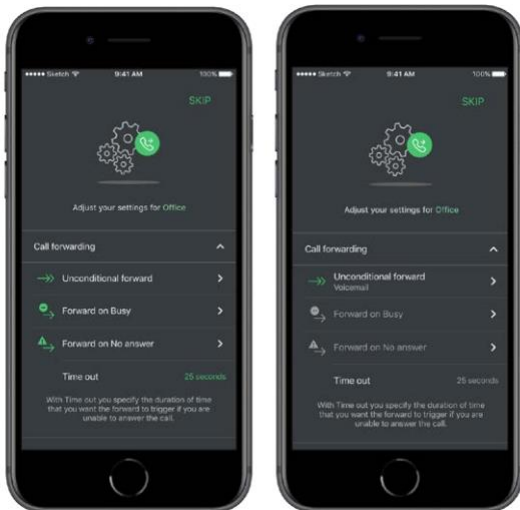 Sketch 9:41 AM 100%
SKIP
Adjust your settings for Office
Call forwarding
Unconditional forward
Forward on Busy
Forward on No answer
Time out 25 seconds
With Time out you specify the duration of time
that you want the forward to trigger if you are
unable to answer the call.
Sketch 9:41 AM 100%
SKIP
Adjust your settings for Office
Call forwarding
Unconditional forward
Voicemail
Forward on Busy
Forward on No answer
Time out 25 seconds
With Time out you specify the duration of time
that you want the forward to trigger if you are
unable to answer the call.